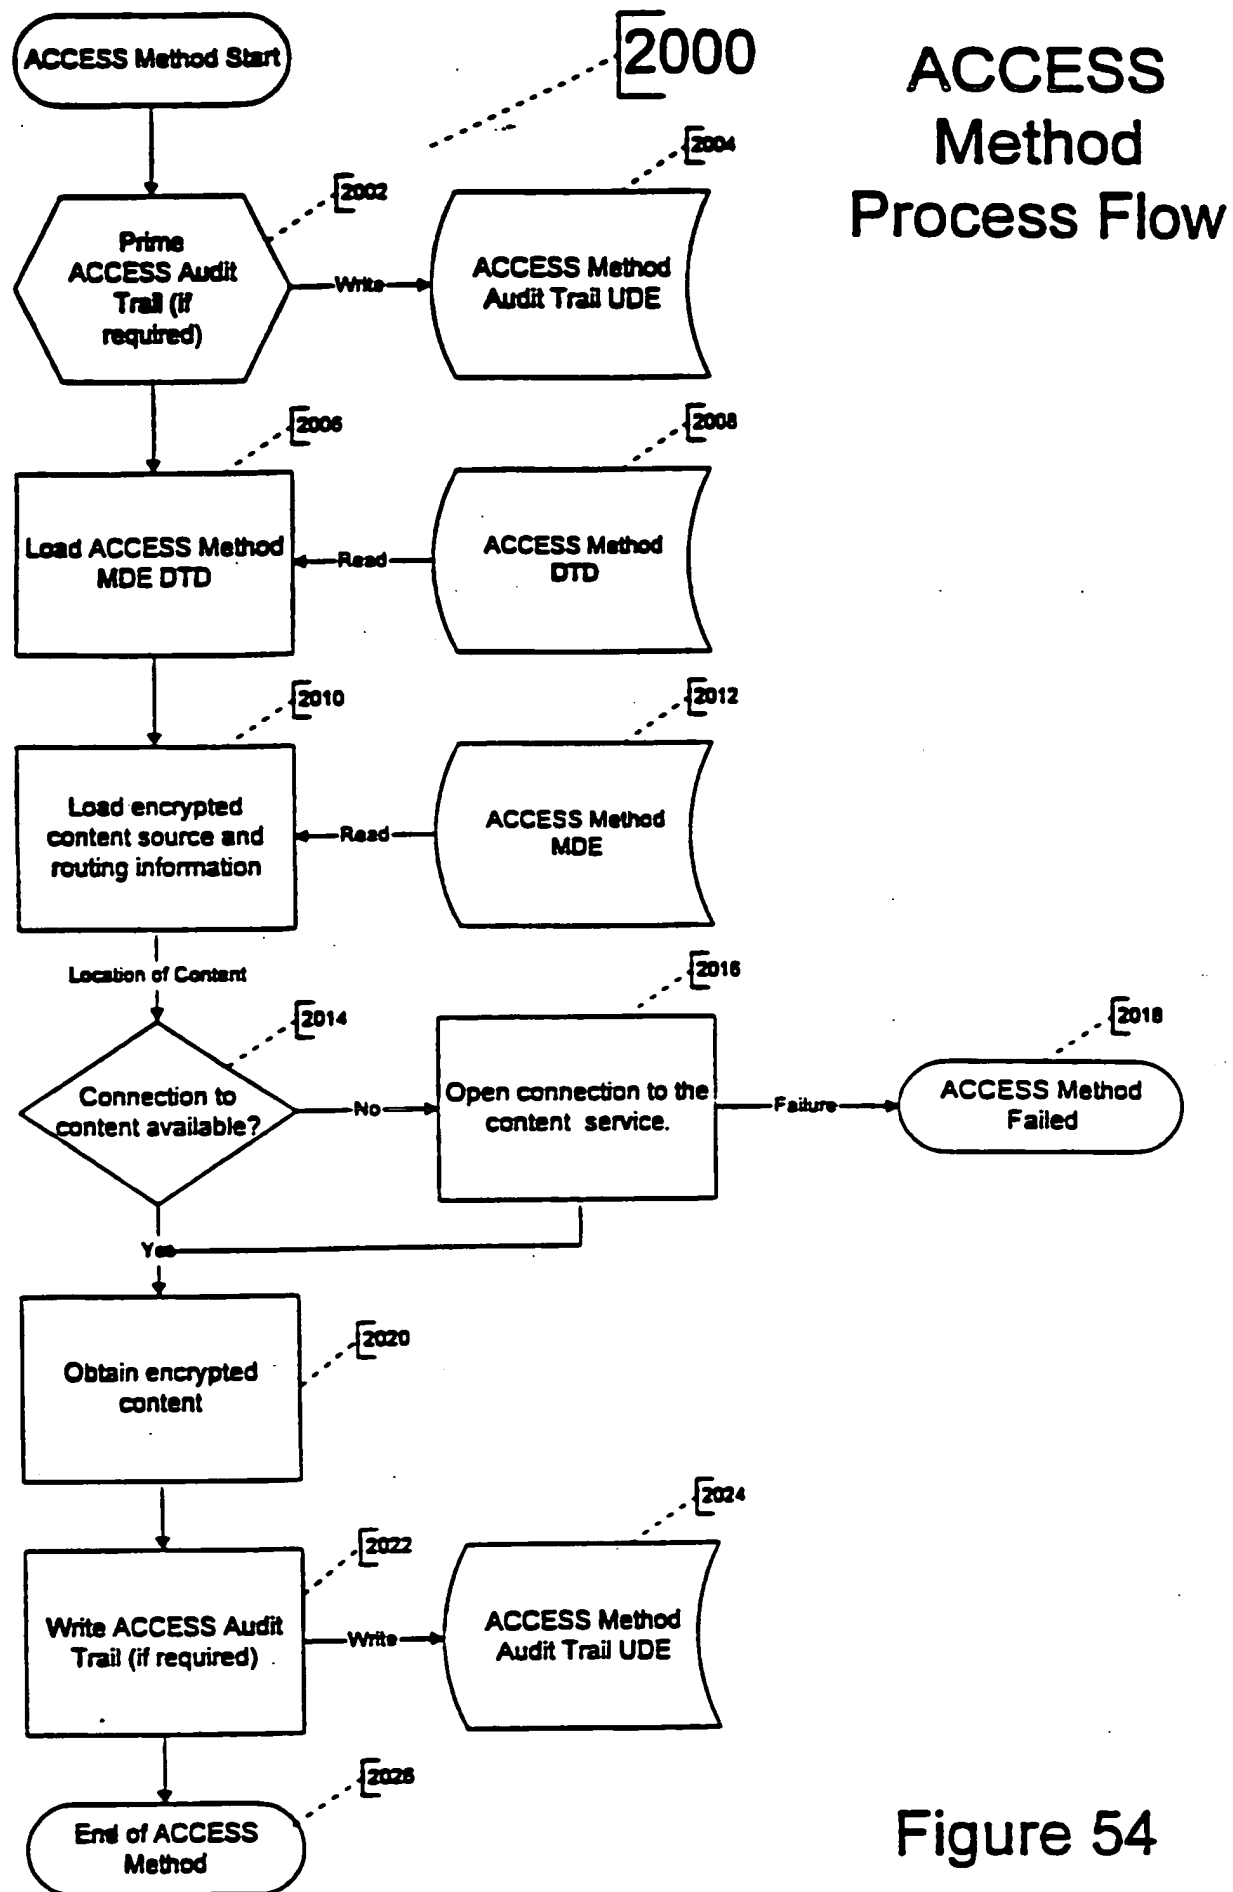 ACCESS Method Start
2000
ACCESS
Method
Process Flow
2002
2004
Prime
ACCESS Audit
Trail (if
required)
Write
ACCESS Method
Audit Trail UDE
2006
2008
Load ACCESS Method
MDE DTD
Read
ACCESS Method
DTD
2010
2012
Load encrypted
content source and
routing information
Read
ACCESS Method
MDE
Location of Content
2014
2016
2018
Connection to
content available?
No
Open connection to the
content service.
Failure
ACCESS Method
Failed
Yes
2020
Obtain encrypted
content
2022
2024
Write ACCESS Audit
Trail (if required)
Write
ACCESS Method
Audit Trail UDE
2026
End of ACCESS
Method
Figure 54